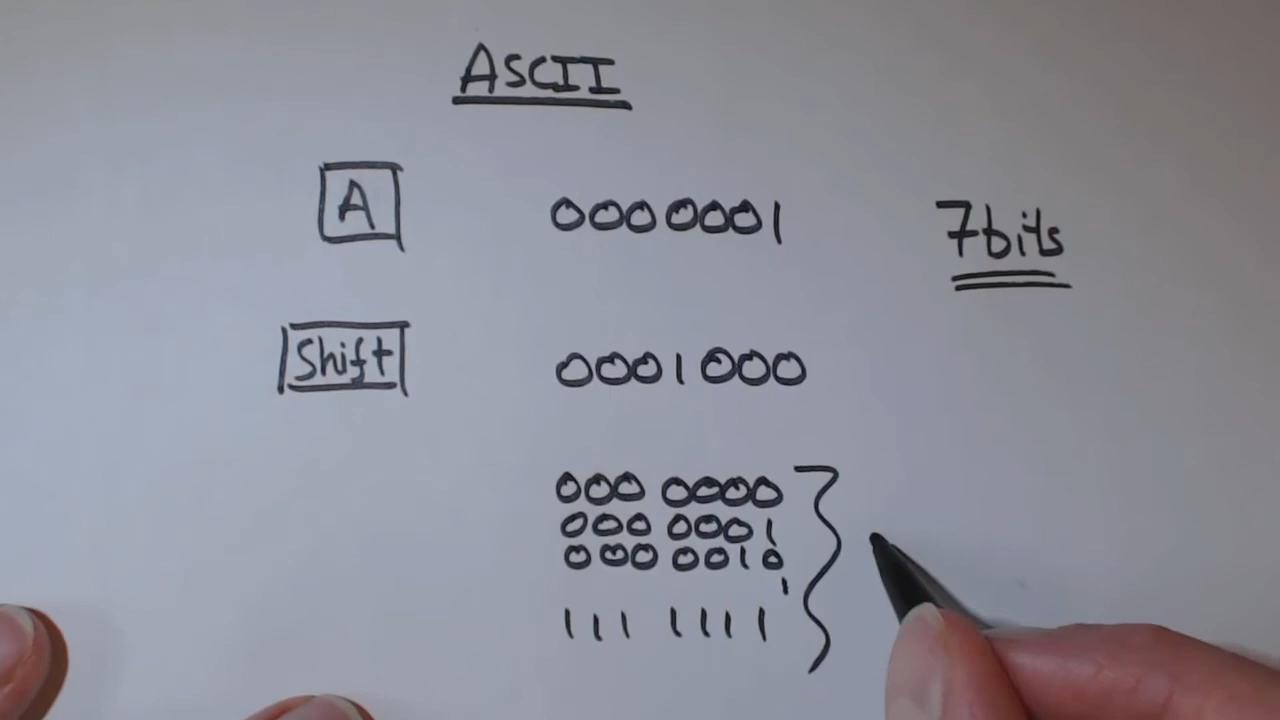 ASCII
A 0000001 7bits
Shift 0001000
000 0000
000 0001
000 0010
111 1111